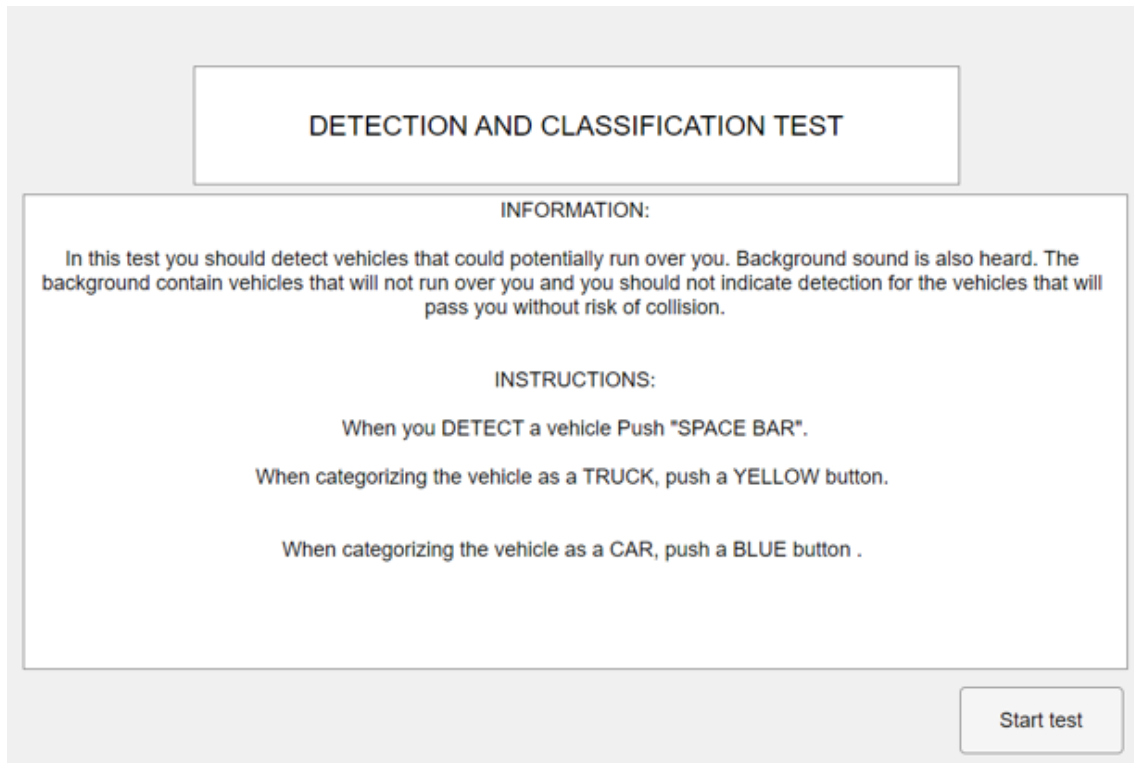 DETECTION AND CLASSIFICATION TEST
INFORMATION:
In this test you should detect vehicles that could potentially run over you. Background sound is also heard. The
background contain vehicles that will not run over you and you should not indicate detection for the vehicles that will
pass you without risk of collision.
INSTRUCTIONS:
When you DETECT a vehicle Push "SPACE BAR".
When categorizing the vehicle as a TRUCK, push a YELLOW button.
When categorizing the vehicle as a CAR, push a BLUE button .
Start test